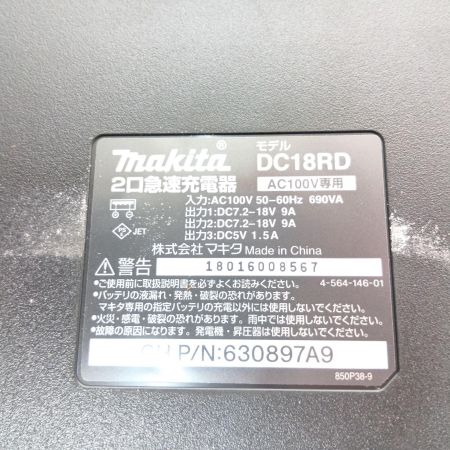 makita® モデル DC18RD
2口急速充電器 AC100V専用
入力:AC100V 50-60Hz 690VA
出力1:DC7.2-18V 9A
出力2:DC7.2-18V 9A
出力3:DC5V 1.5A
PS E JET
株式会社マキタ Made in China
⚠警告 18016008567
●ご使用前に取扱説明書を必ずよくお読みください。 4-564-146-01
●バッテリの液漏れ・発熱・破裂の恐れがあります。
マキタ専用の指定バッテリの充電以外には使用しないでください。
●火災・感電・破裂の恐れがあります。雨中では使用しないでください。
●故障の原因になります。発電機・昇圧器は使用しないでください。
P/N:630897A9
850P38-9